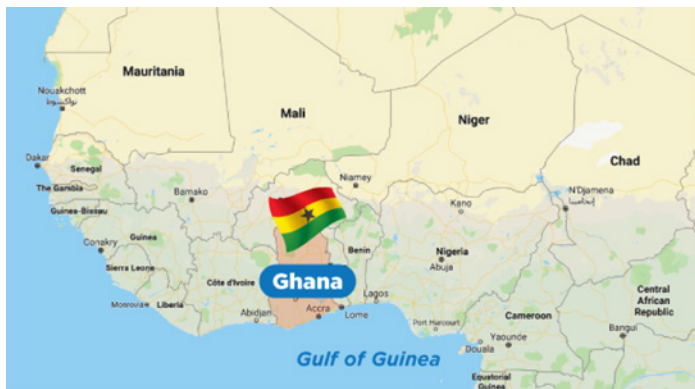 Mauritania
Nouakchott
نواكشوط
Mali
Niger
Chad
Dakar
Senegal
The Gambia
Guinea-Bissau
Bamako
Niamey
Kano
N'Djamena
إنجامينا
Conakry
Guinea
Sierra Leone
Benin
Nigeria
Abuja
Côte d'Ivoire
Ghana
Monrovia
Liberia
Abidjan
Accra
Lome
Lagos
Port Harcourt
Cameroon
Central
African
Republic
Bangui
Douala
Yaounde
Gulf of Guinea
Equatorial
Guinea